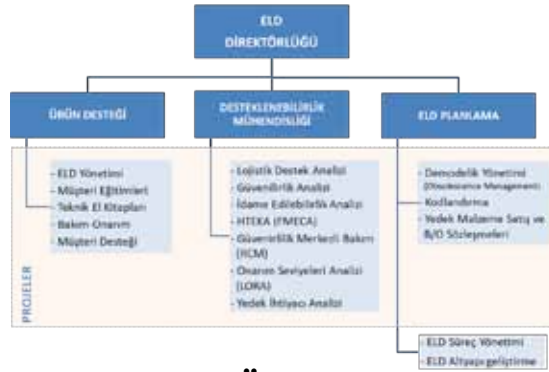 ELD
DİREKTÖRLÜĞÜ
ÜRÜN DESTEĞİ
DESTEKLENEBİLİRLİK
MÜHENDİSLİĞİ
ELD PLANLAMA
- ELD Yönetimi
- Müşteri Eğitimleri
- Teknik El Kitapları
- Bakım Onarım
- Müşteri Desteği
- Lojistik Destek Analizi
- Güvenilirlik Analizi
- İdame Edilebilirlik Analizi
- HTEKA (FMECA)
- Güvenirlilik Merkezli Bakım
(RCM)
- Onarım Seviyeleri Analizi
(LORA)
- Yedek İhtiyacı Analizi
- Demodelik Yönetimi
(Obsolescence Management)
- Kodlandırma
- Yedek Malzeme Satış ve
B/O Sözleşmeleri
PROJELER
- ELD Süreç Yönetimi
- ELD Altyapı geliştirme